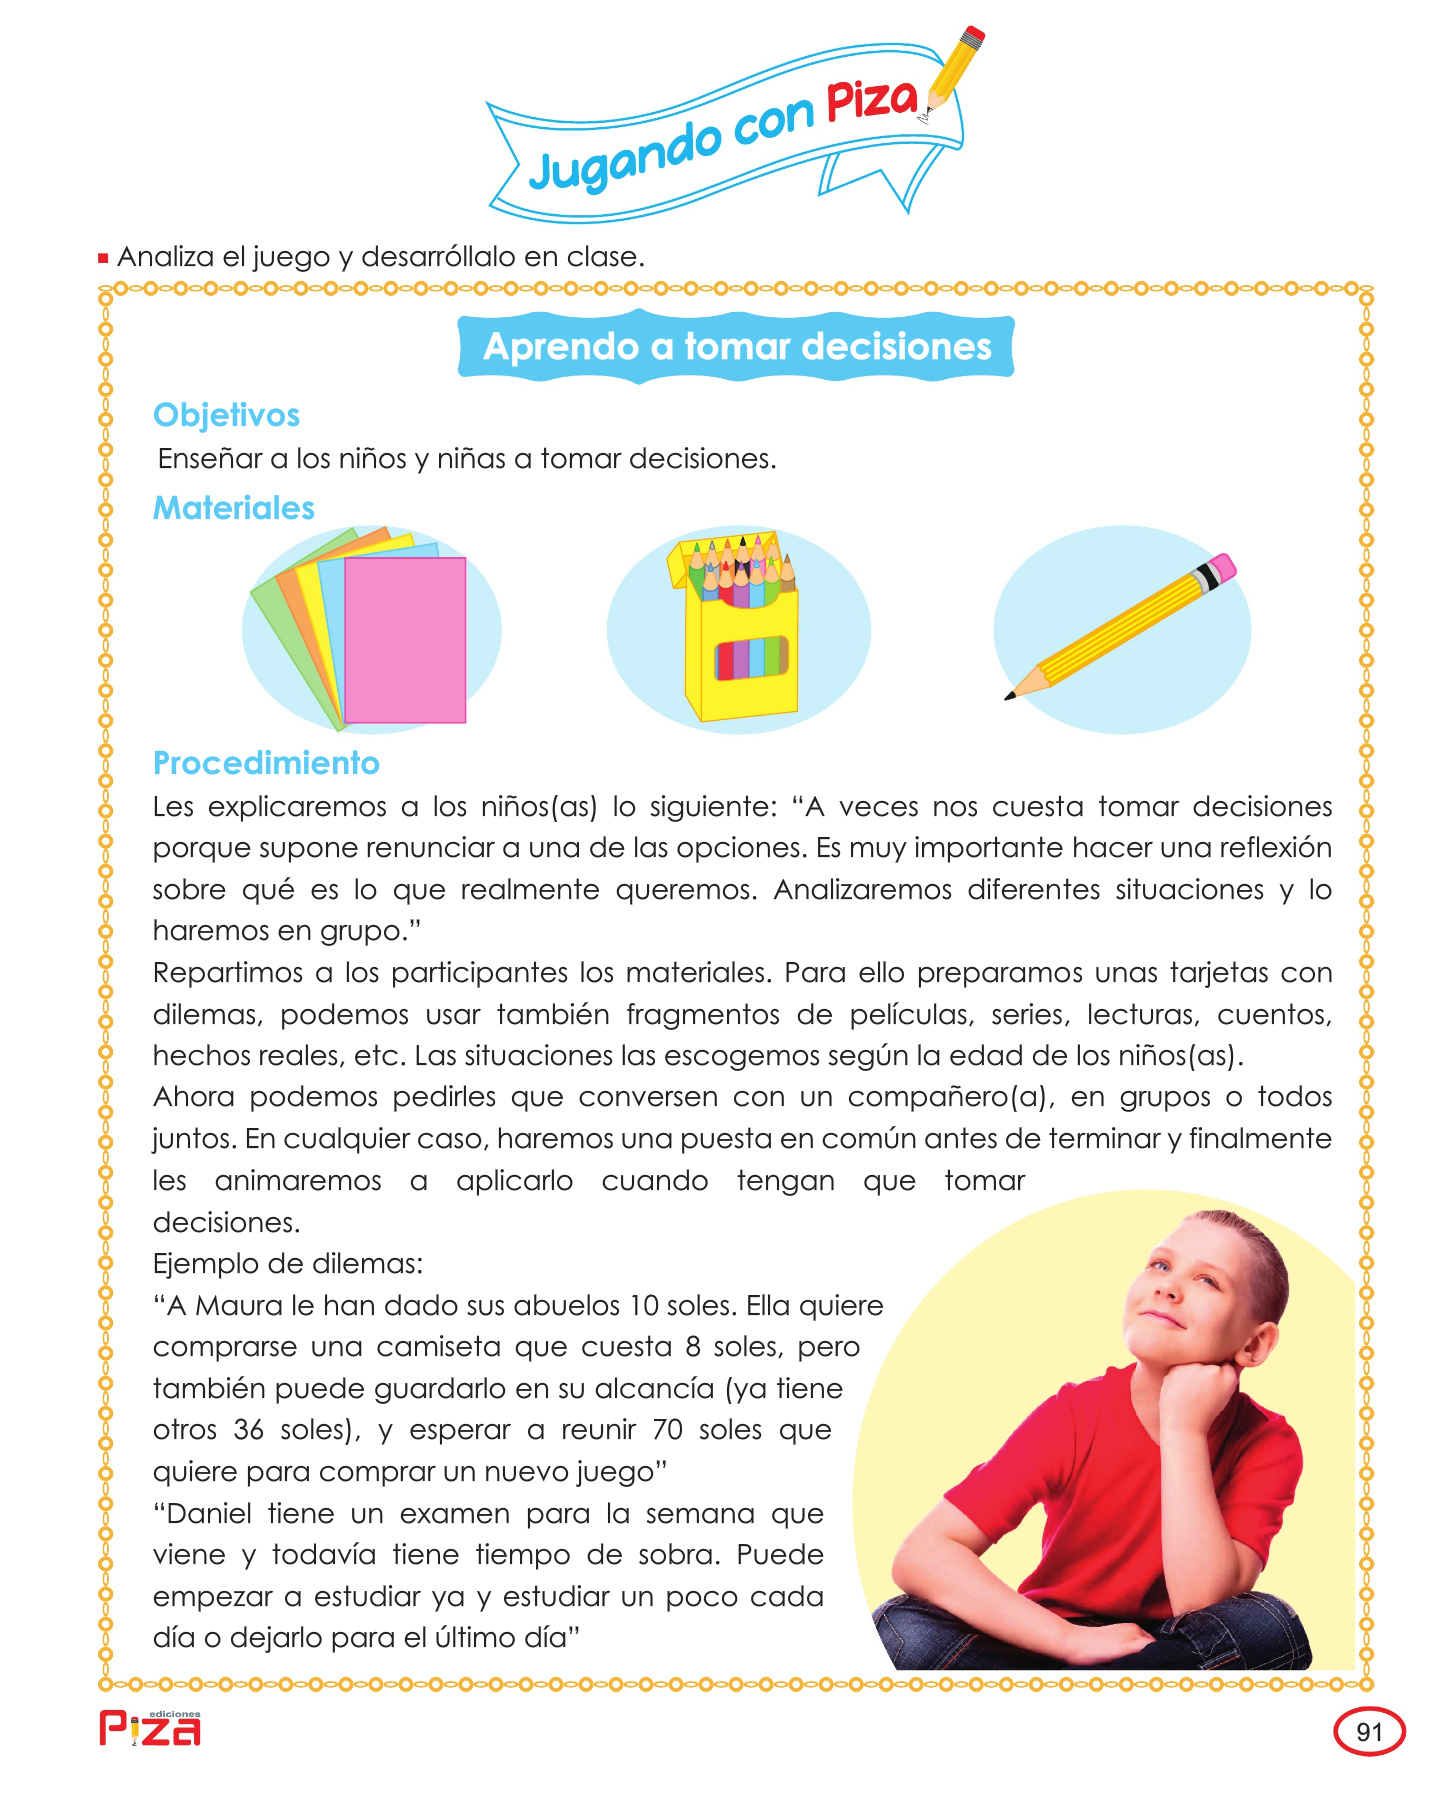 Jugando con Piza
Analiza el juego y desarróllalo en clase.
Aprendo a tomar decisiones
Objetivos
Enseñar a los niños y niñas a tomar decisiones.
Materiales
Procedimiento
Les explicaremos a los niños(as) lo siguiente: “A veces nos cuesta tomar decisiones
porque supone renunciar a una de las opciones. Es muy importante hacer una reflexión
sobre qué es lo que realmente queremos. Analizaremos diferentes situaciones y lo
haremos en grupo.”
Repartimos a los participantes los materiales. Para ello preparamos unas tarjetas con
dilemas, podemos usar también fragmentos de películas, series, lecturas, cuentos,
hechos reales, etc. Las situaciones las escogemos según la edad de los niños(as).
Ahora podemos pedirles que conversen con un compañero(a), en grupos o todos
juntos. En cualquier caso, haremos una puesta en común antes de terminar y finalmente
les animaremos a aplicarlo cuando tengan que tomar
decisiones.
Ejemplo de dilemas:
“A Maura le han dado sus abuelos 10 soles. Ella quiere
comprarse una camiseta que cuesta 8 soles, pero
también puede guardarlo en su alcancía (ya tiene
otros 36 soles), y esperar a reunir 70 soles que
quiere para comprar un nuevo juego”
“Daniel tiene un examen para la semana que
viene y todavía tiene tiempo de sobra. Puede
empezar a estudiar ya y estudiar un poco cada
día o dejarlo para el último día”
ediciones
Piza
91